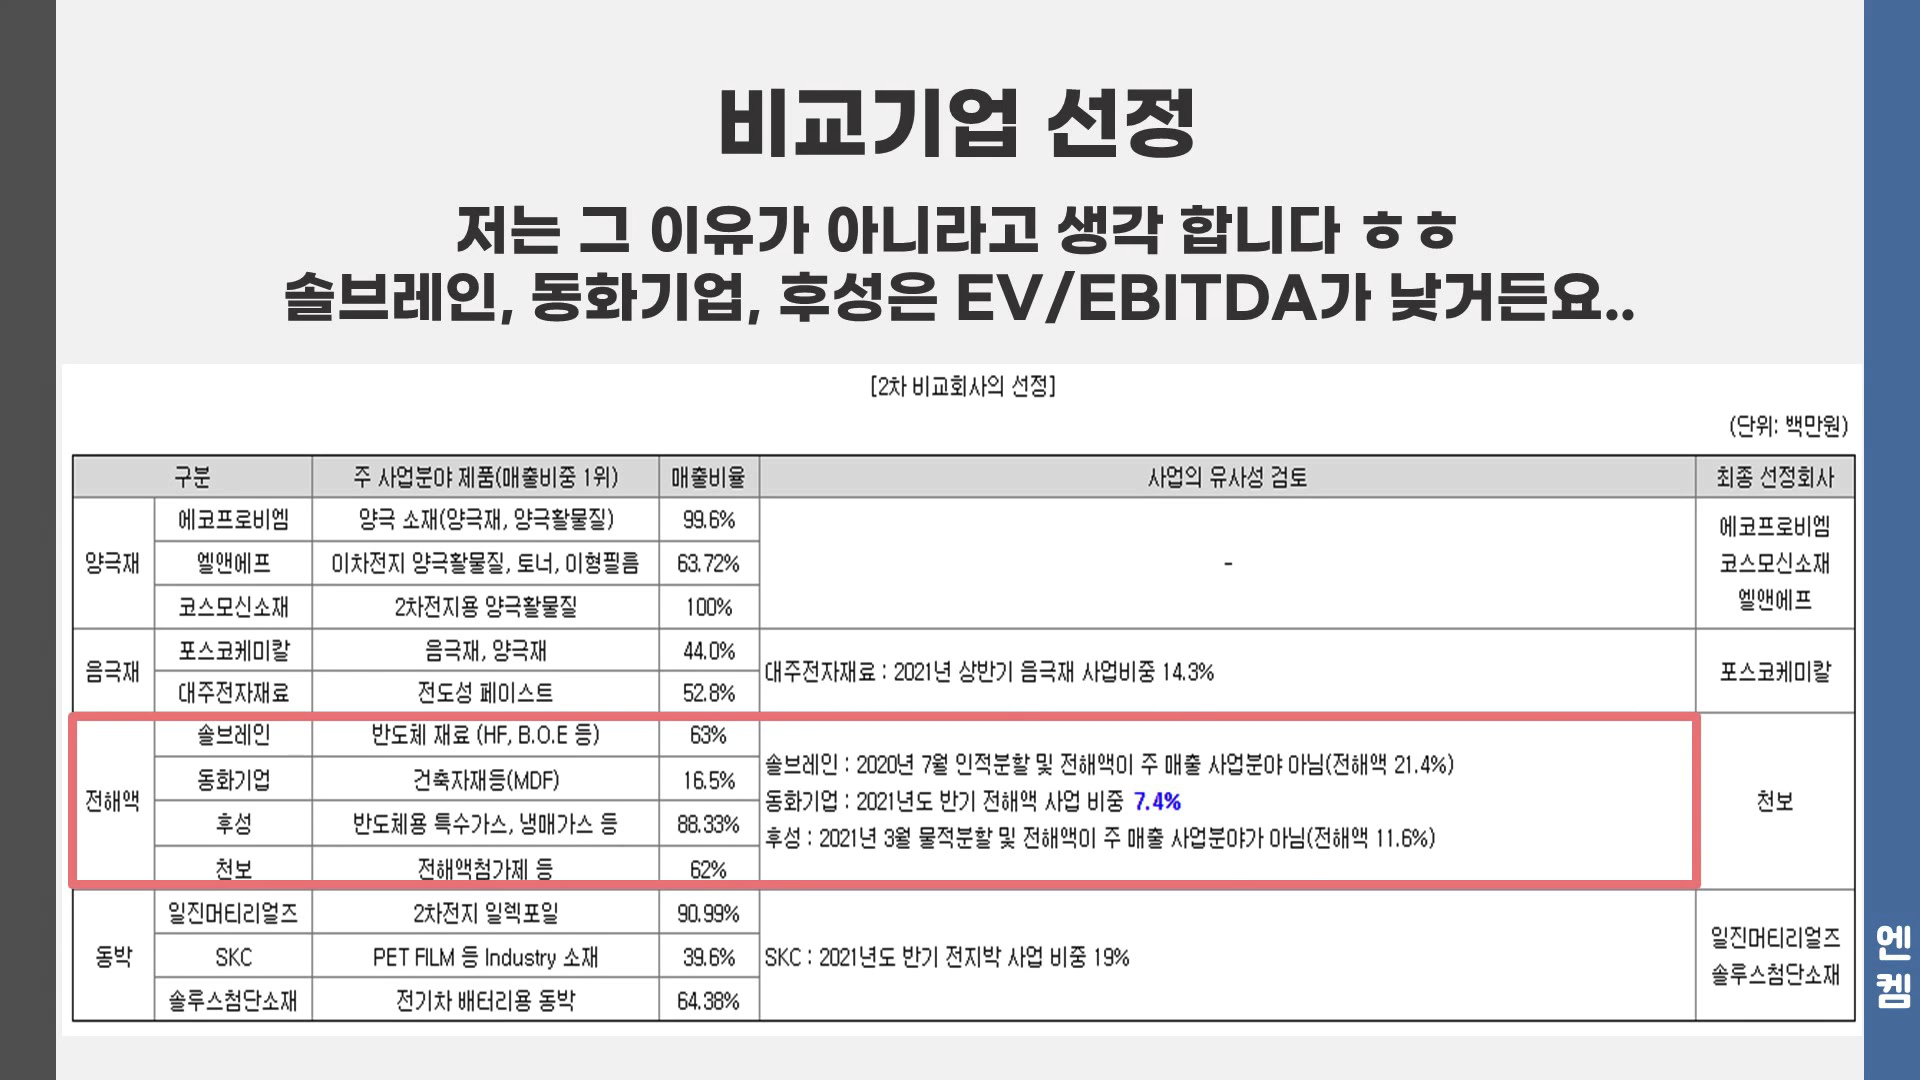 비교기업 선정
저는 그 이유가 아니라고 생각 합니다 ㅎㅎ
솔브레인, 동화기업, 후성은 EV/EBITDA가 낮거든요..
[2차 비교회사의 선정]
(단위: 백만원)
구분 주 사업분야 제품(매출비중 1위) 매출비율 사업의 유사성 검토 최종 선정회사
양극재
에코프로비엠 양극 소재(양극재, 양극활물질) 99.6%
엘앤에프 이차전지 양극활물질, 토너, 이형필름 63.72%
코스모신소재 2차전지용 양극활물질 100%
-
에코프로비엠
코스모신소재
엘앤에프
음극재
포스코케미칼 음극재, 양극재 44.0%
대주전자재료 전도성 페이스트 52.8%
대주전자재료 : 2021년 상반기 음극재 사업비중 14.3%
포스코케미칼
전해액
솔브레인 반도체 재료 (HF, B.O.E 등) 63%
동화기업 건축자재등(MDF) 16.5%
후성 반도체용 특수가스, 냉매가스 등 88.33%
천보 전해액첨가제 등 62%
솔브레인 : 2020년 7월 인적분할 및 전해액이 주 매출 사업분야 아님(전해액 21.4%)
동화기업 : 2021년도 반기 전해액 사업 비중 7.4%
후성 : 2021년 3월 물적분할 및 전해액이 주 매출 사업분야가 아님(전해액 11.6%)
천보
동박
일진머티리얼즈 2차전지 일렉포일 90.99%
SKC PET FILM 등 Industry 소재 39.6%
솔루스첨단소재 전기차 배터리용 동박 64.38%
SKC : 2021년도 반기 전지박 사업 비중 19%
일진머티리얼즈
솔루스첨단소재
엔켐